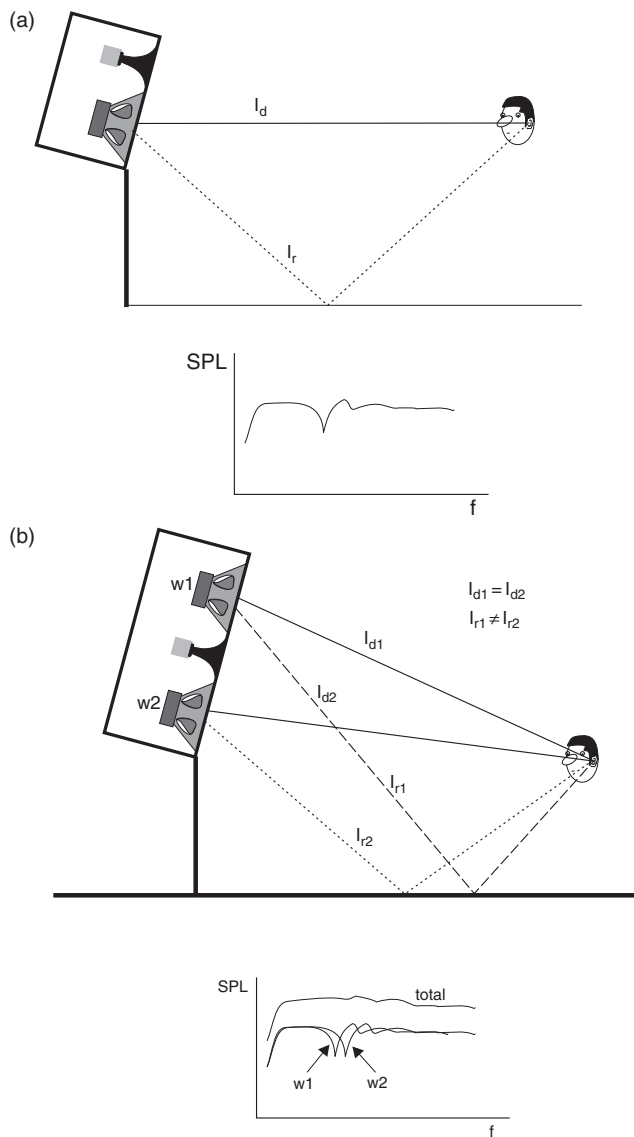 (a)
l_d
l_r
SPL
f
(b)
w1
l_d1 = l_d2
l_r1 ≠ l_r2
l_d1
l_d2
w2
l_r1
l_r2
SPL
total
w1
w2
f